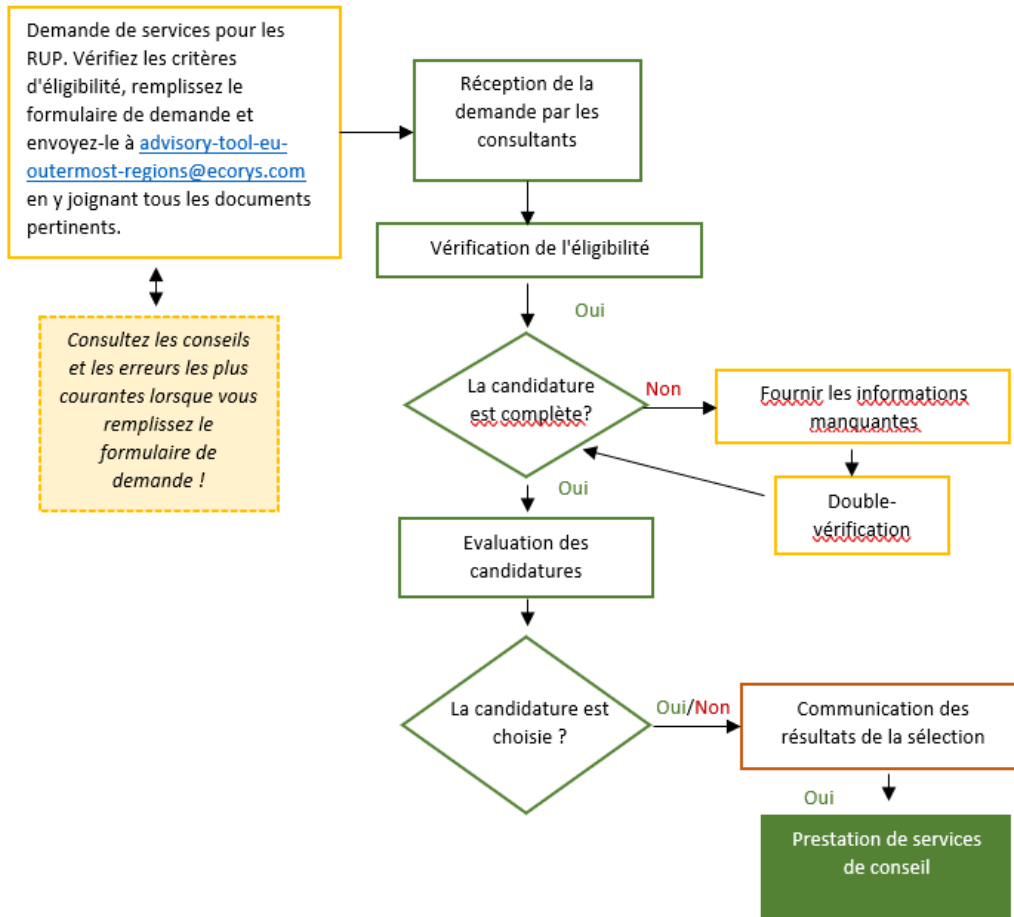 Demande de services pour les
RUP. Vérifiez les critères
d'éligibilité, remplissez le
formulaire de demande et
envoyez-le à advisory-tool-eu-
outermost-regions@ecorys.com
en y joignant tous les documents
pertinents.
Consultez les conseils
et les erreurs les plus
courantes lorsque vous
remplissez le
formulaire de
demande !
Réception de la
demande par les
consultants
Vérification de l'éligibilité
Oui
La candidature
est complète?
Non
Fournir les informations
manquantes
Double-
vérification
Oui
Evaluation des
candidatures
La candidature est
choisie ?
Oui/Non
Communication des
résultats de la sélection
Oui
Prestation de services
de conseil